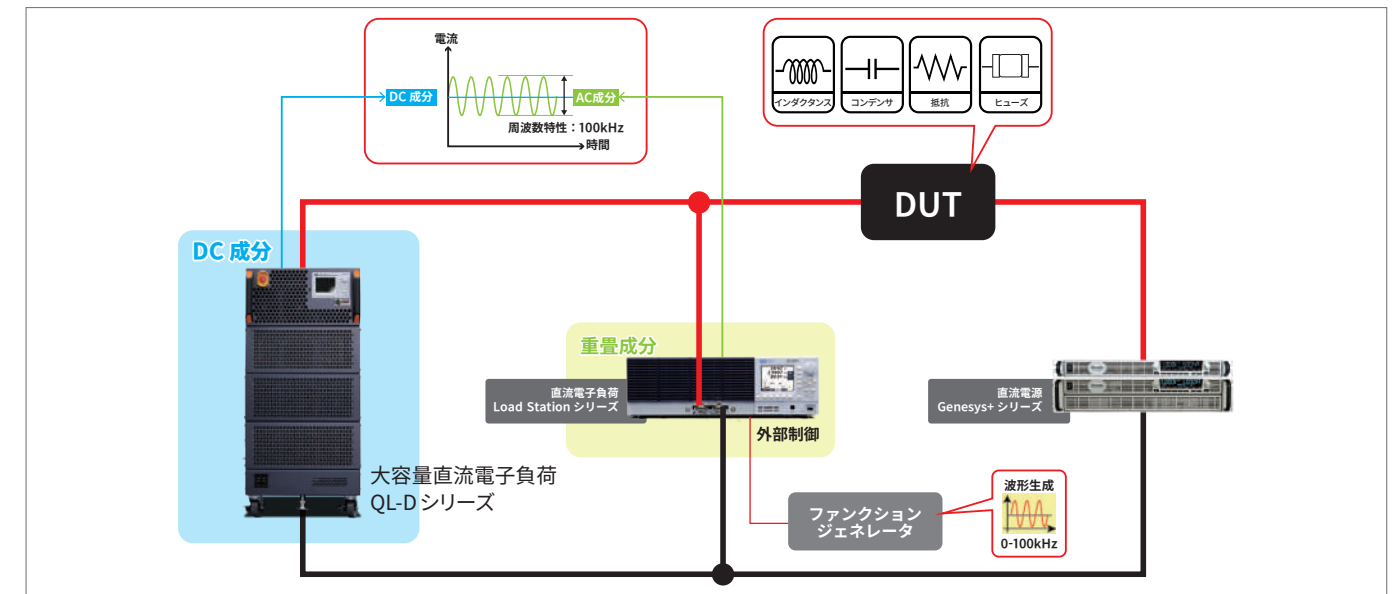 電流
DC 成分
AC成分
周波数特性：100kHz
時間
インダクタンス
コンデンサ
抵抗
ヒューズ
DUT
DC 成分
大容量直流電子負荷
QL-D シリーズ
重畳成分
直流電子負荷
Load Station シリーズ
外部制御
直流電源
Genesys+ シリーズ
ファンクション
ジェネレータ
波形生成
0-100kHz